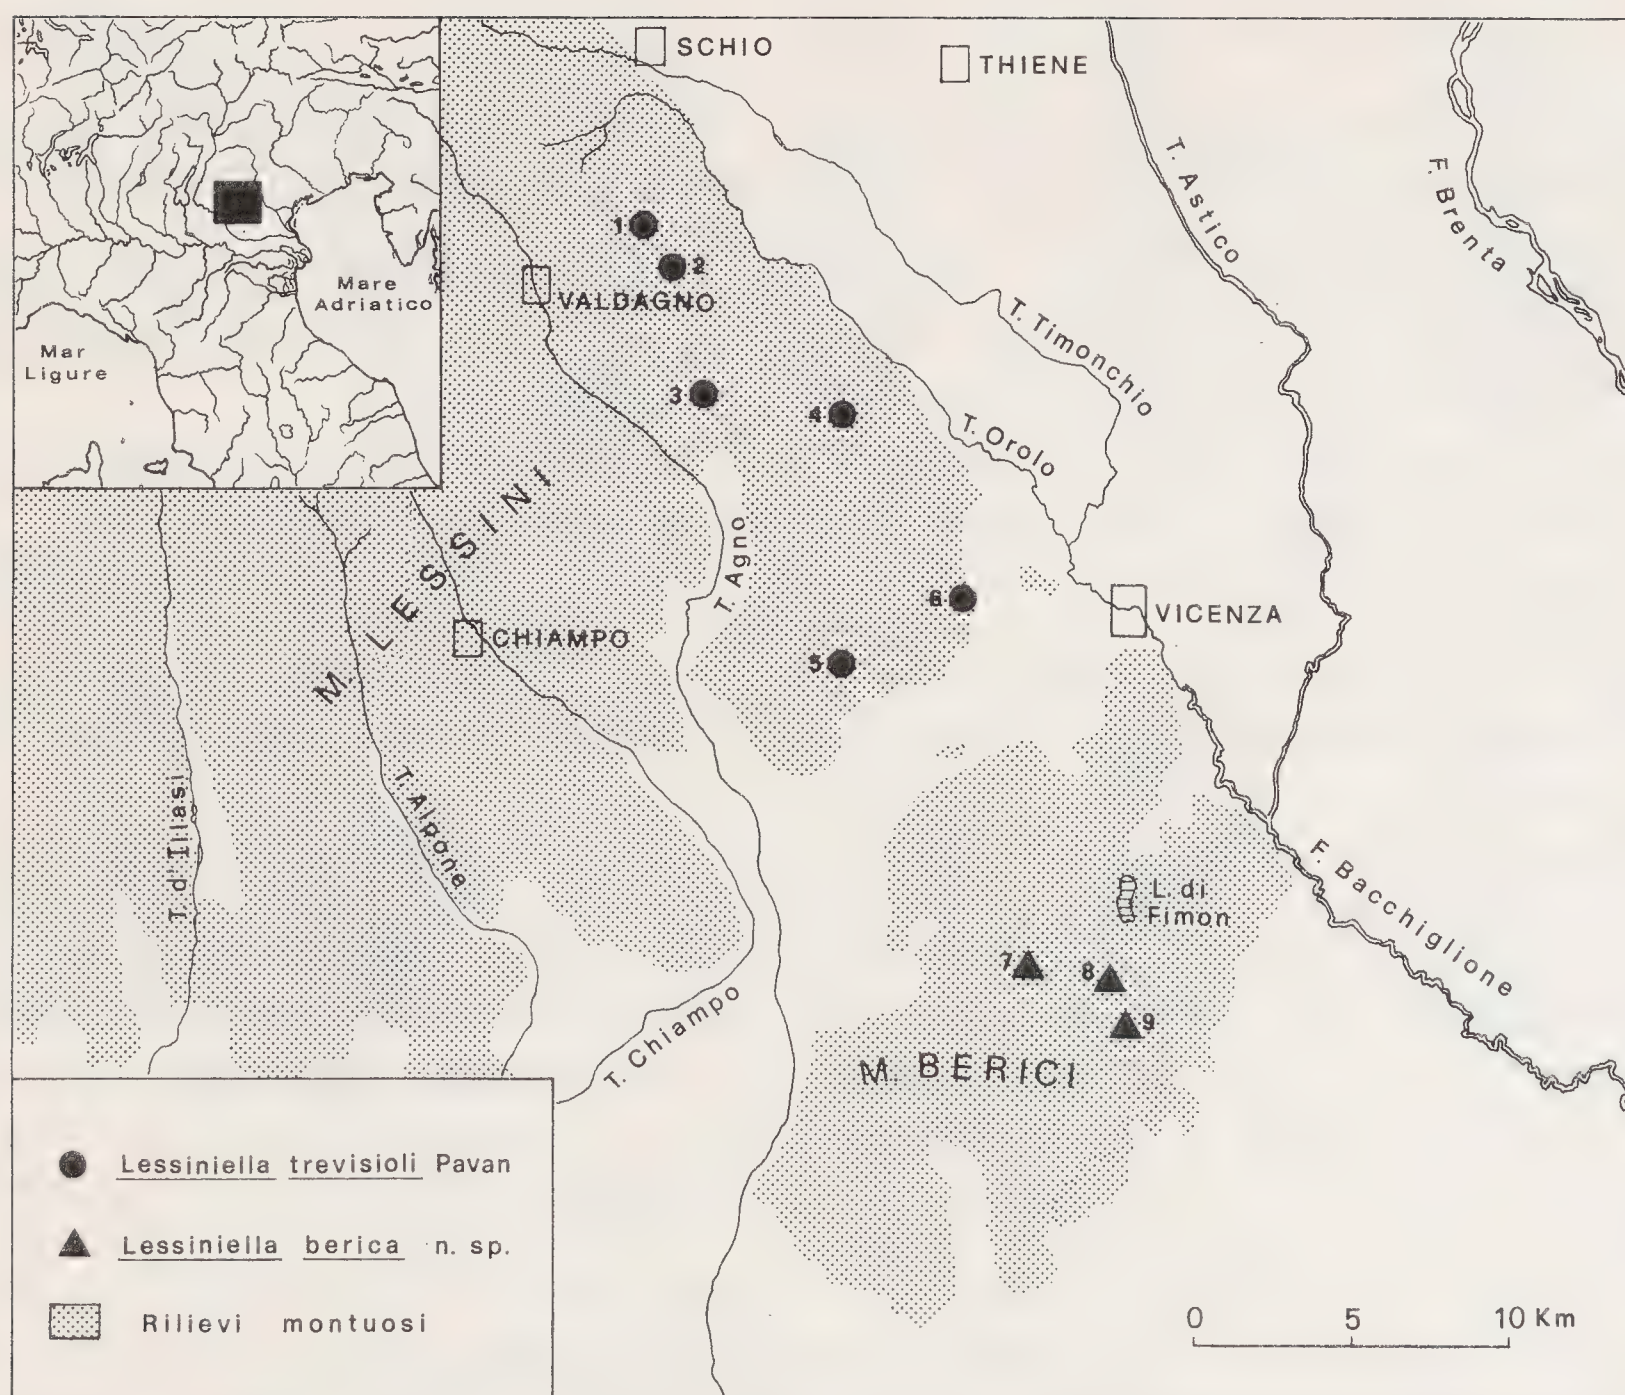 SCHIO
THIENE
T. Astico
F. Brenta
Mare
Adriatico
Mar
Ligure
1
2
VALDAGNO
T. Timonchio
3
4
T. Orolo
M. LESSINI
T. Agno
6
VICENZA
CHIAMPO
5
T. d'Illasi
T. Alpone
L. di
Fimon
F. Bacchiglione
7
8
9
T. Chiampo
M. BERICI
Lessiniella trevisioli Pavan
Lessiniella berica n. sp.
Rilievi montuosi
0 5 10 Km